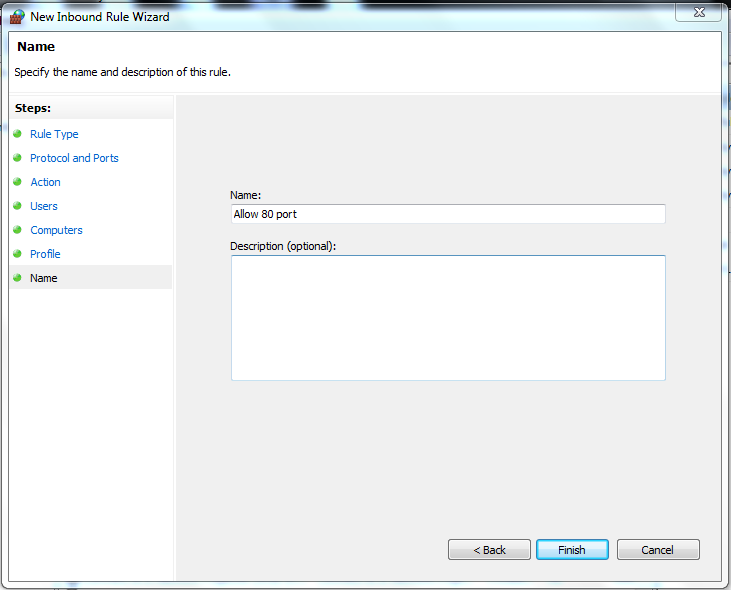 New Inbound Rule Wizard
Name
Specify the name and description of this rule.
Steps:
Rule Type
Protocol and Ports
Action
Users
Computers
Profile
Name
Name:
Allow 80 port
Description (optional):
< Back
Finish
Cancel